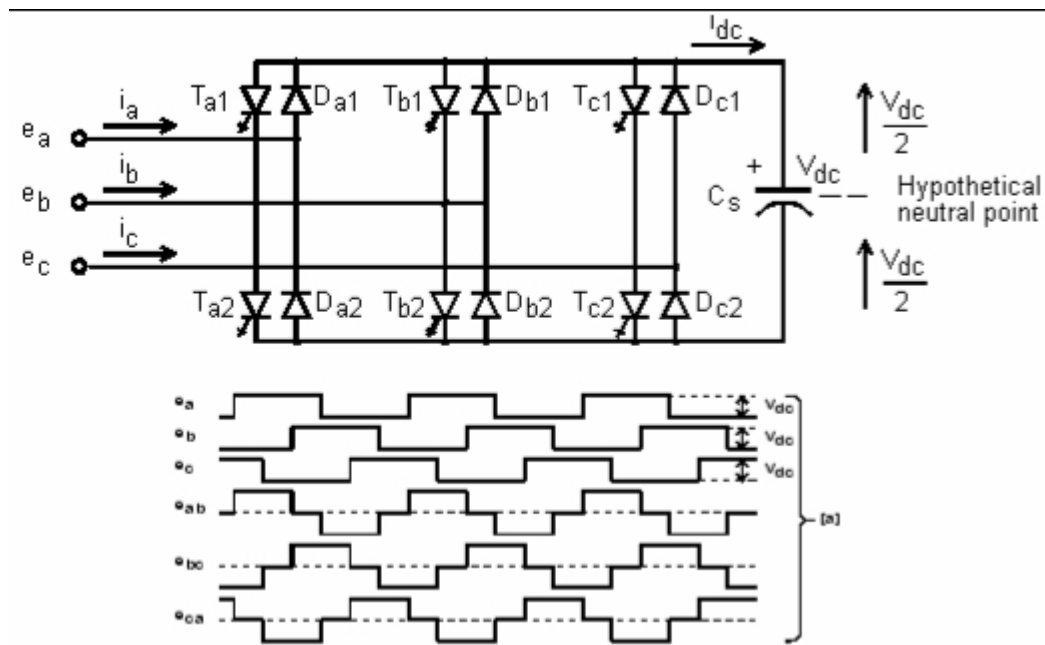 Idc
Ta1 Da1 Tb1 Db1 Tc1 Dc1
ia
ea
ib
eb
ic
ec
Vdc
2
+
Vdc
Cs
Hypothetical
neutral point
Vdc
2
Ta2 Da2 Tb2 Db2 Tc2 Dc2
ea
Vdc
eb
Vdc
ec
Vdc
eab
[a]
ebc
eca